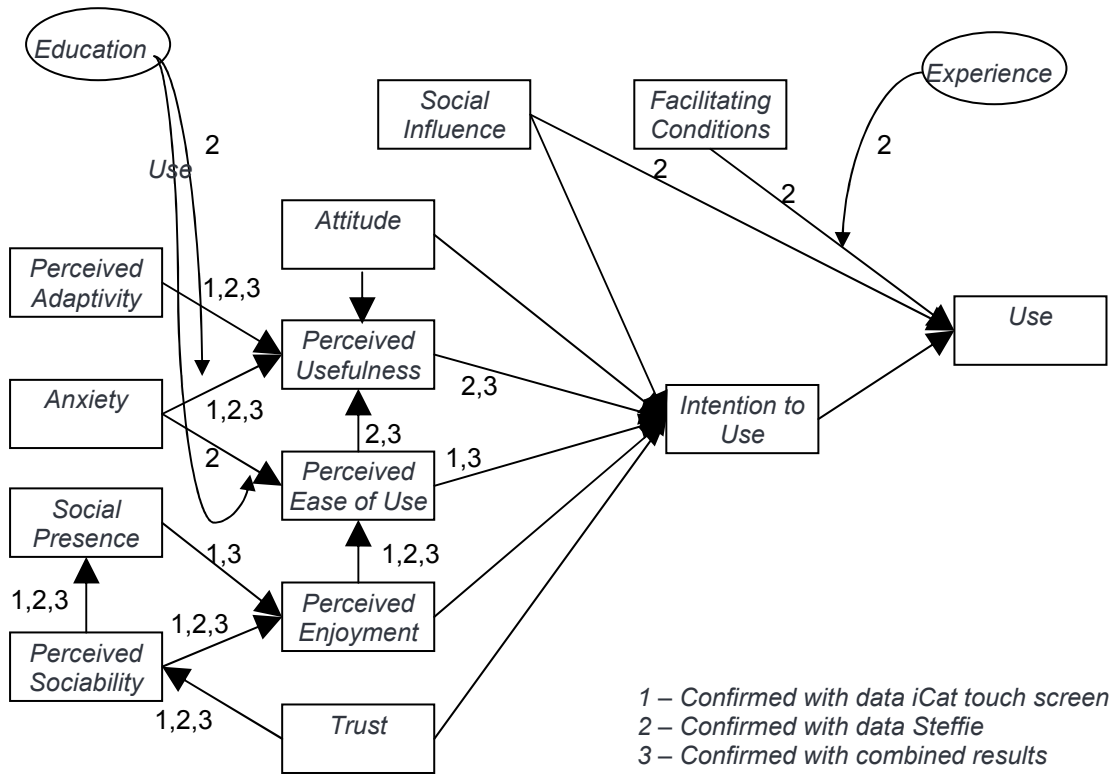 Education
Experience
Social
Influence
Facilitating
Conditions
2
Use
2
2
2
Attitude
Perceived
Adaptivity
1,2,3
Perceived
Usefulness
Use
Anxiety
1,2,3
2,3
Intention to
Use
2,3
2
1,3
Perceived
Ease of Use
Social
Presence
1,3
1,2,3
1,2,3
1,2,3
Perceived
Enjoyment
Perceived
Sociability
1,2,3
Trust
1 – Confirmed with data iCat touch screen
2 – Confirmed with data Steffie
3 – Confirmed with combined results